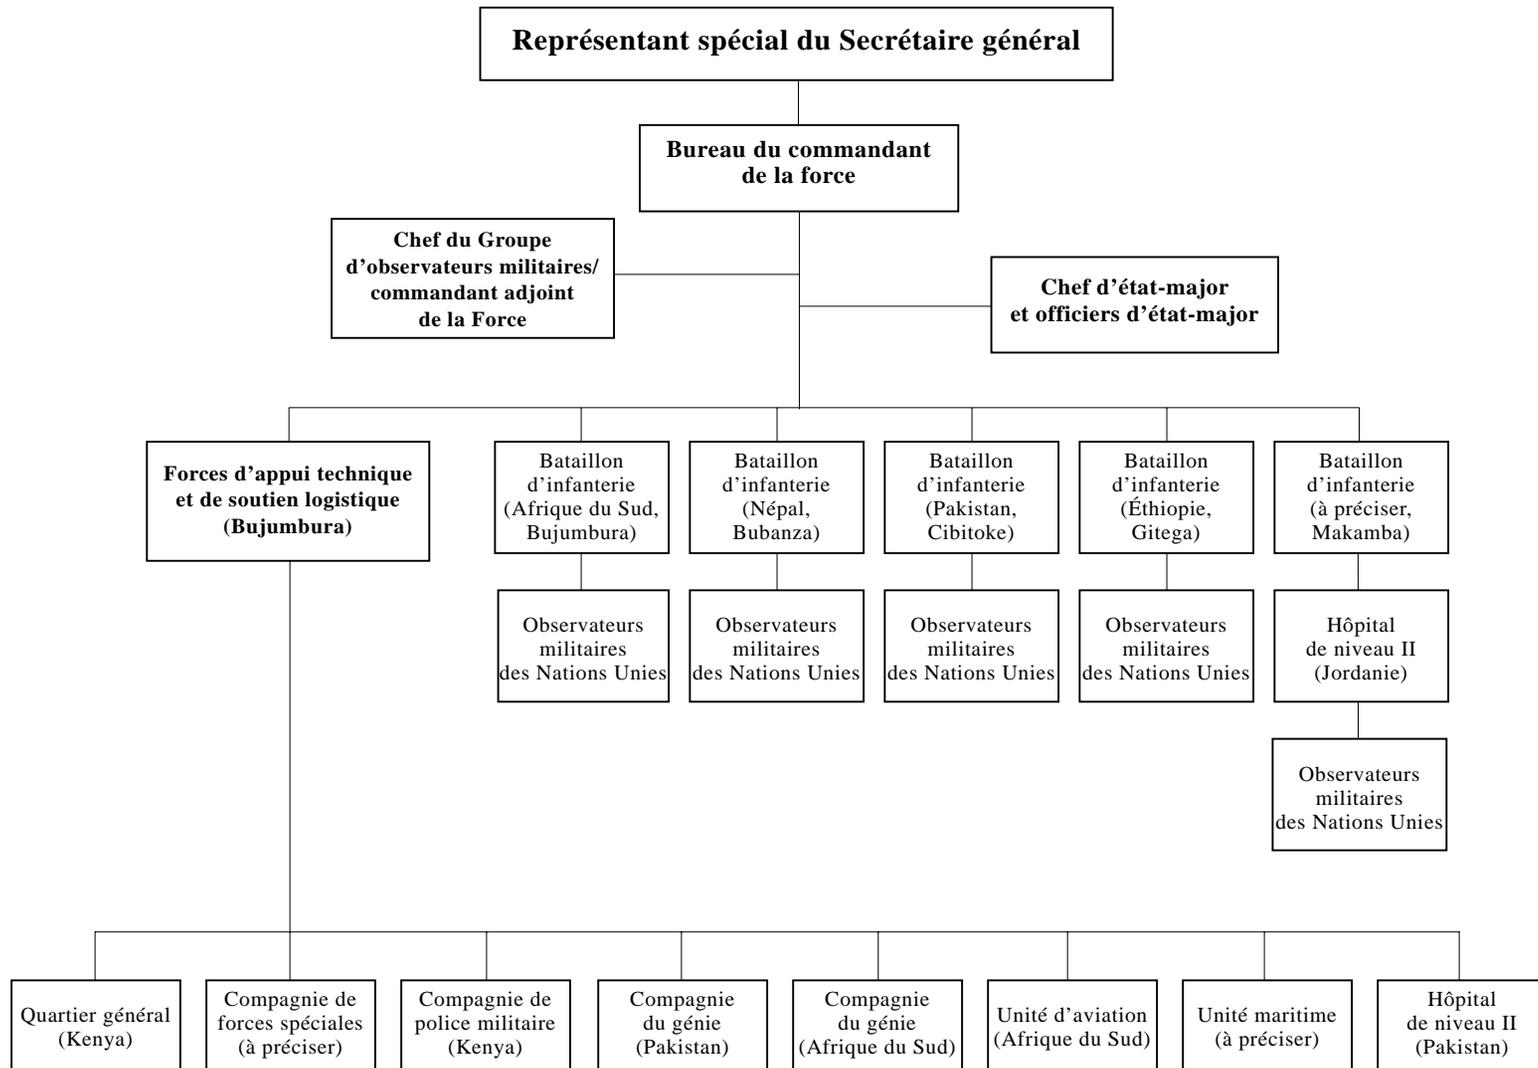 Représentant spécial du Secrétaire général
Bureau du commandant
de la force
Chef du Groupe
d’observateurs militaires/
commandant adjoint
de la Force
Chef d’état-major
et officiers d’état-major
Forces d’appui technique
et de soutien logistique
(Bujumbura)
Bataillon
d’infanterie
(Afrique du Sud,
Bujumbura)
Bataillon
d’infanterie
(Népal,
Bubanza)
Bataillon
d’infanterie
(Pakistan,
Cibitoke)
Bataillon
d’infanterie
(Éthiopie,
Gitega)
Bataillon
d’infanterie
(à préciser,
Makamba)
Observateurs
militaires
des Nations Unies
Observateurs
militaires
des Nations Unies
Observateurs
militaires
des Nations Unies
Observateurs
militaires
des Nations Unies
Hôpital
de niveau II
(Jordanie)
Observateurs
militaires
des Nations Unies
Quartier général
(Kenya)
Compagnie de
forces spéciales
(à préciser)
Compagnie de
police militaire
(Kenya)
Compagnie
du génie
(Pakistan)
Compagnie
du génie
(Afrique du Sud)
Unité d’aviation
(Afrique du Sud)
Unité maritime
(à préciser)
Hôpital
de niveau II
(Pakistan)